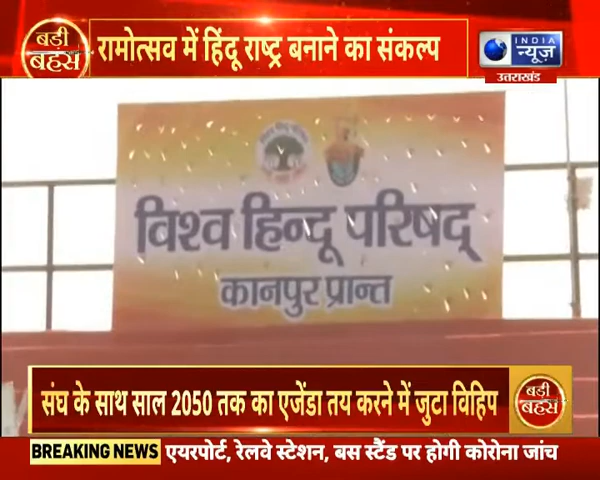 बड़ी बहस
रामोत्सव में हिंदू राष्ट्र बनाने का संकल्प
INDIA
न्यूज़
उत्तराखंड
विश्व हिन्दू परिषद्
कानपुर प्रान्त
संघ के साथ साल 2050 तक का एजेंडा तय करने में जुटा विहिप
बड़ी बहस
BREAKING NEWS एयरपोर्ट, रेलवे स्टेशन, बस स्टैंड पर होगी कोरोना जांच